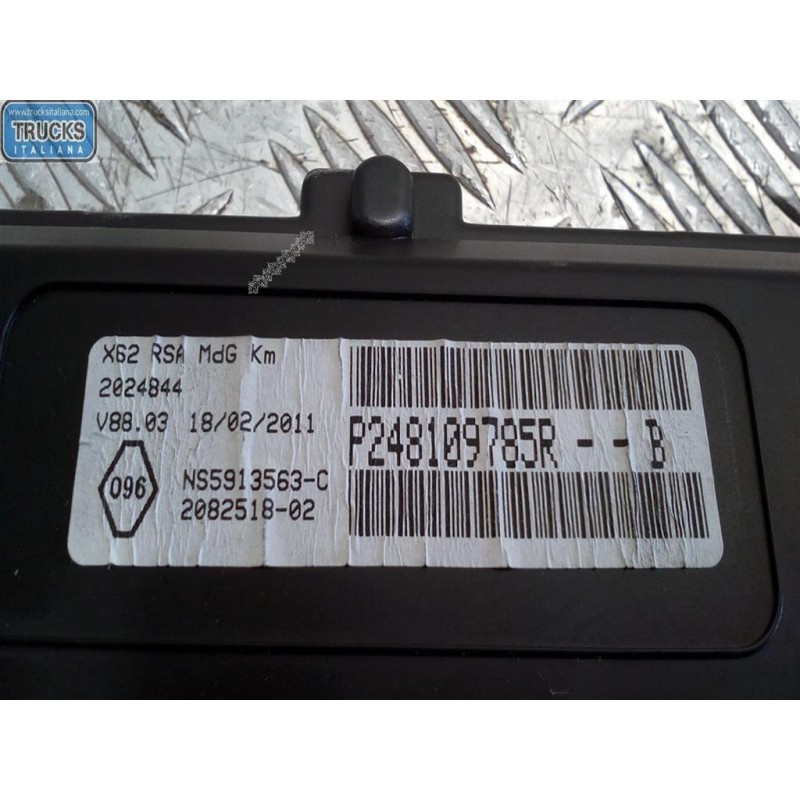 www.trucksitaliana.com
TRUCKS
ITALIANA
X62 RSA MdG Km
2024844
V88.03 18/02/2011
096
NS5913563-C
2082518-02
P248109785R - - B